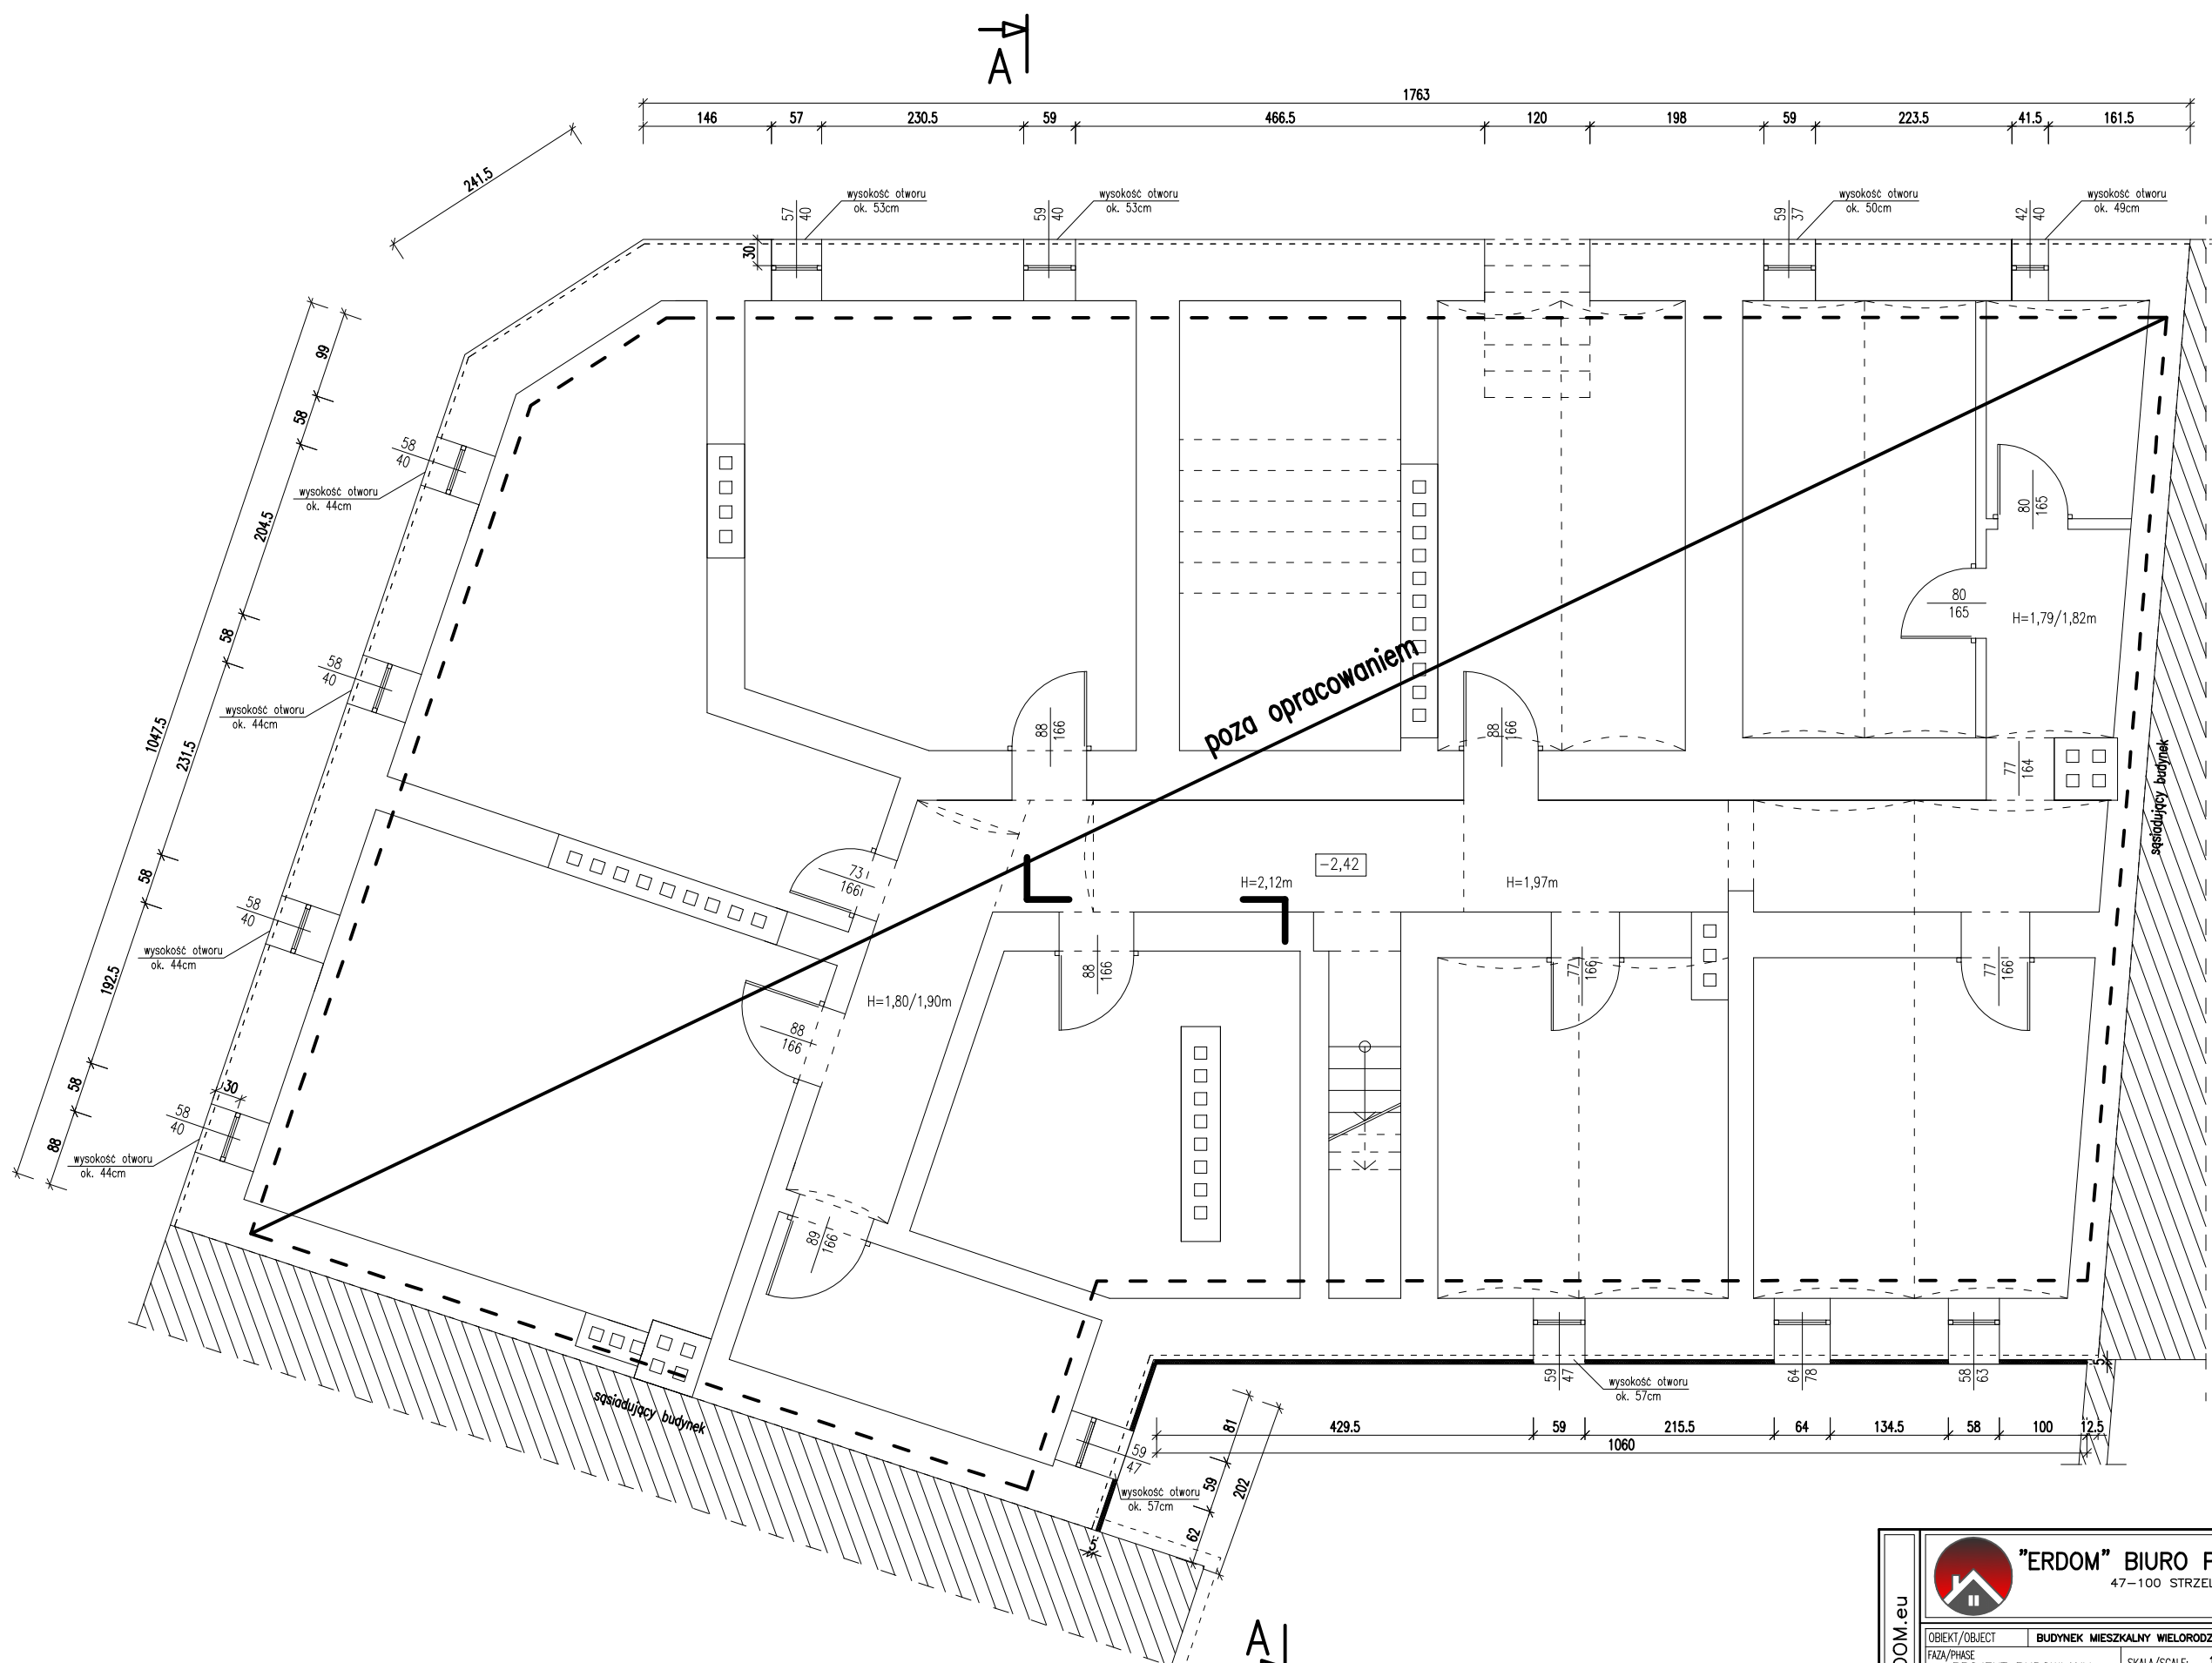 A
1763
146 57 230.5 59 466.5 120 198 59 223.5 41.5 161.5
241.5
wysokość otworu
ok. 53cm
wysokość otworu
ok. 53cm
wysokość otworu
ok. 50cm
wysokość otworu
ok. 49cm
57
40
59
40
59
37
42
40
30
99
58
204.5
58
231.5
58
192.5
58
88
1047.5
58
40
wysokość otworu
ok. 44cm
58
40
wysokość otworu
ok. 44cm
58
40
wysokość otworu
ok. 44cm
30
58
40
wysokość otworu
ok. 44cm
80
165
80
165
H=1,79/1,82m
poza opracowaniem
88
166
88
166
77
164
sąsiadujący budynek
73
166
-2,42
H=2,12m
H=1,97m
88
166
77
166
77
166
H=1,80/1,90m
88
166
89
166
sąsiadujący budynek
59
47
wysokość otworu
ok. 57cm
64
78
58
63
5
429.5 59 215.5 64 134.5 58 100 12.5
1060
81
59
62
202
59
47
wysokość otworu
ok. 57cm
5
A
"ERDOM" BIURO
47-100
OBIEKT/OBJECT
BUDYNEK MIESZKALNY
FAZA/PHASE
SKALA/SCALE:
DOM.eu